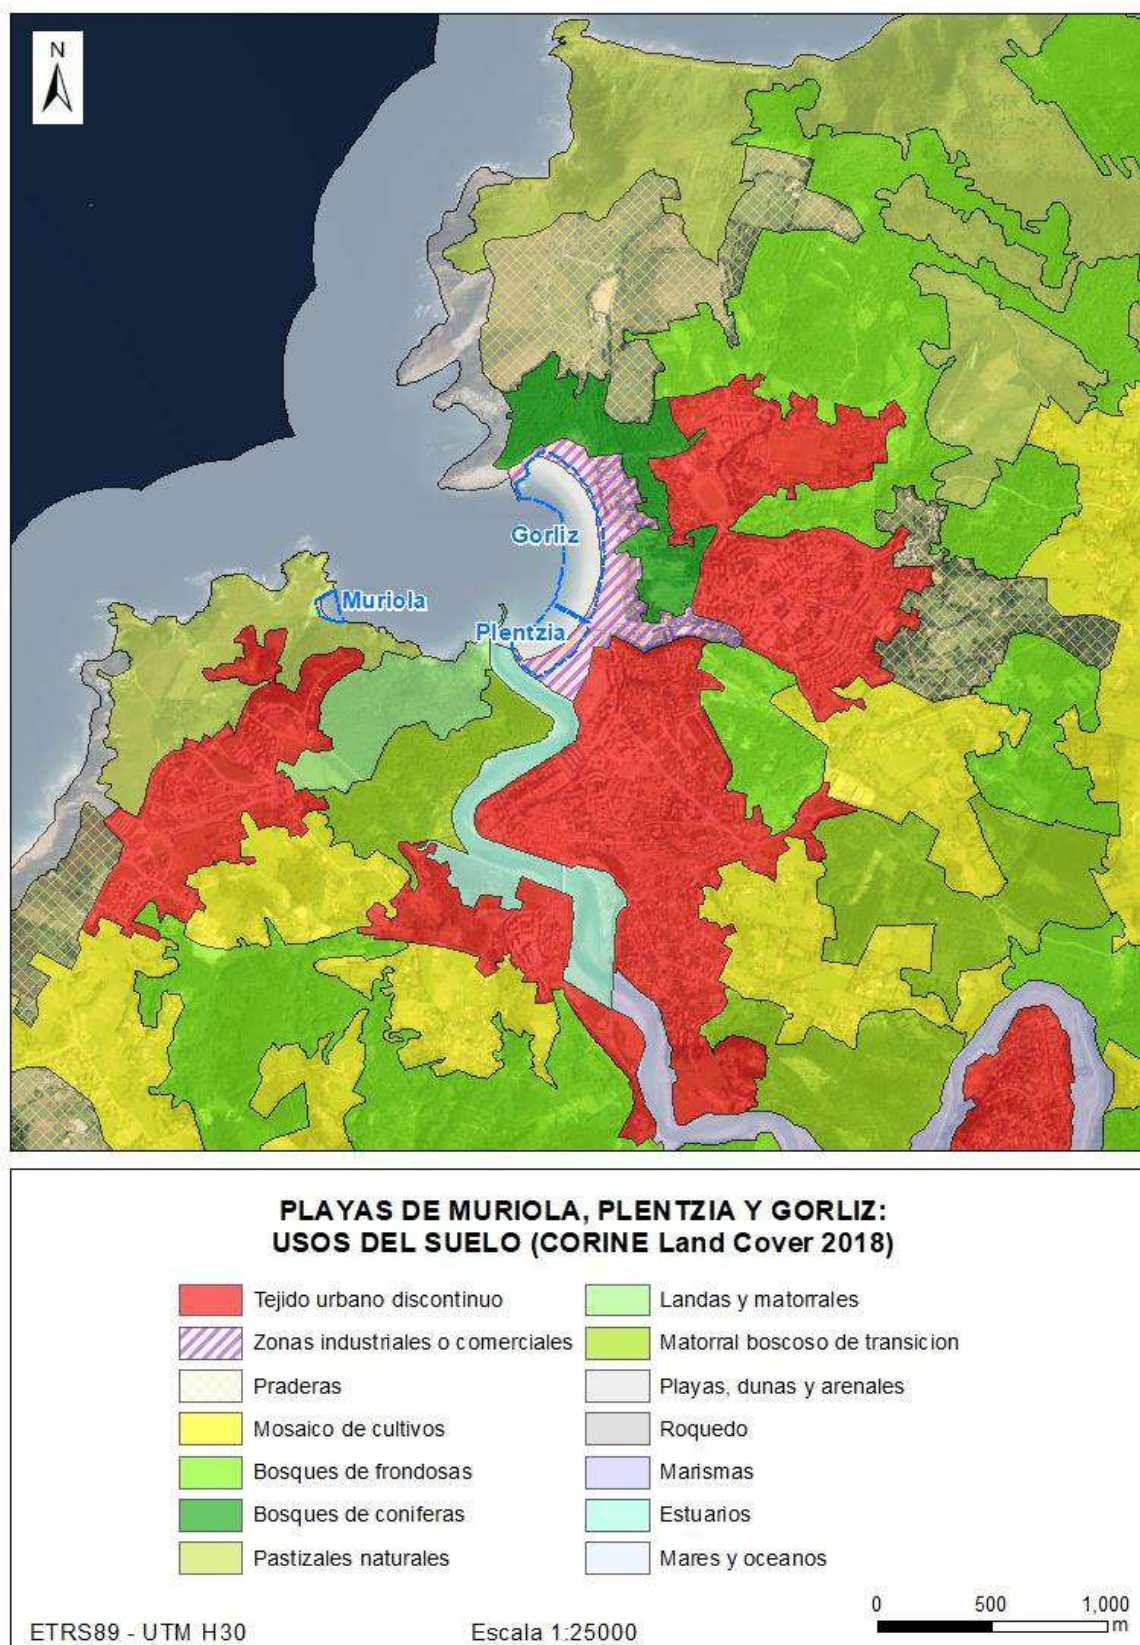 N
Gorliz
Muriola
Plentzia
PLAYAS DE MURIOLA, PLENTZIA Y GORLIZ:
USOS DEL SUELO (CORINE Land Cover 2018)
Tejido urbano discontinuo
Zonas industriales o comerciales
Praderas
Mosaico de cultivos
Bosques de frondosas
Bosques de coniferas
Pastizales naturales
Landas y matorrales
Matorral boscoso de transicion
Playas, dunas y arenales
Roquedo
Marismas
Estuarios
Mares y oceanos
0 500 1,000
m
ETRS89 - UTM H30
Escala 1:25000